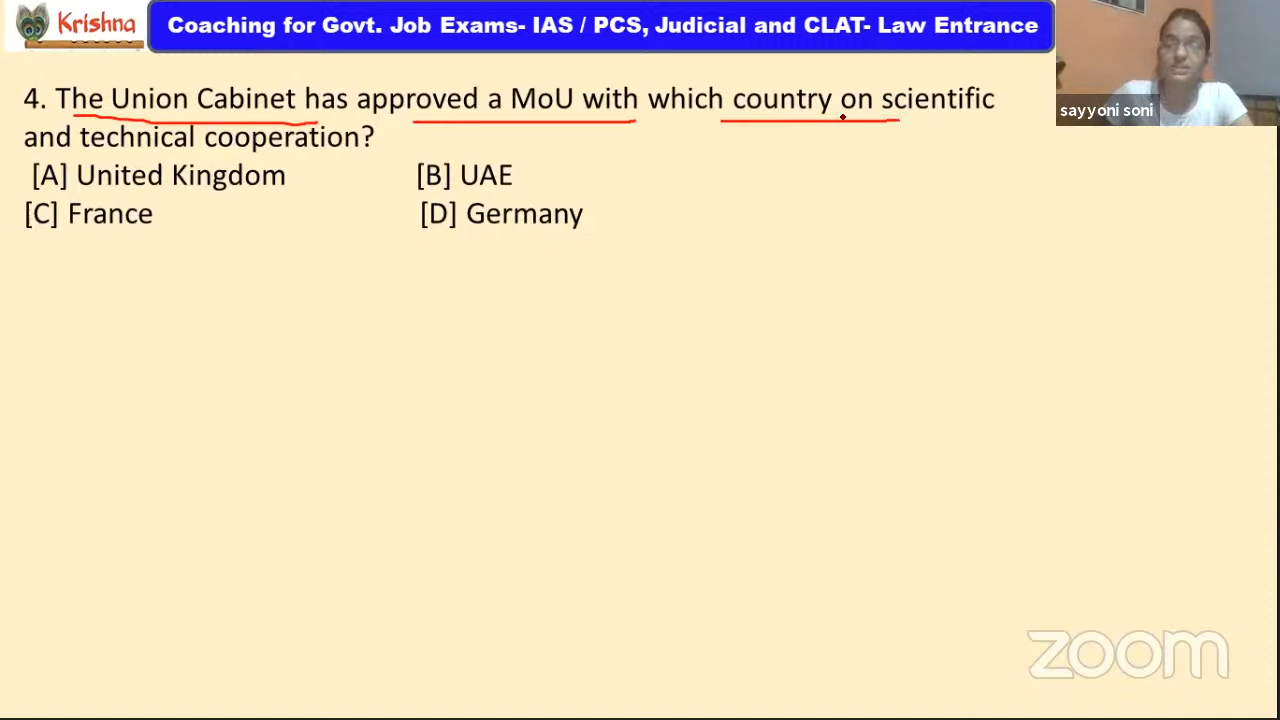 Krishna
Coaching for Govt. Job Exams- IAS / PCS, Judicial and CLAT- Law Entrance
sayyoni soni
4. The Union Cabinet has approved a MoU with which country on scientific
and technical cooperation?
[A] United Kingdom [B] UAE
[C] France [D] Germany
zoom